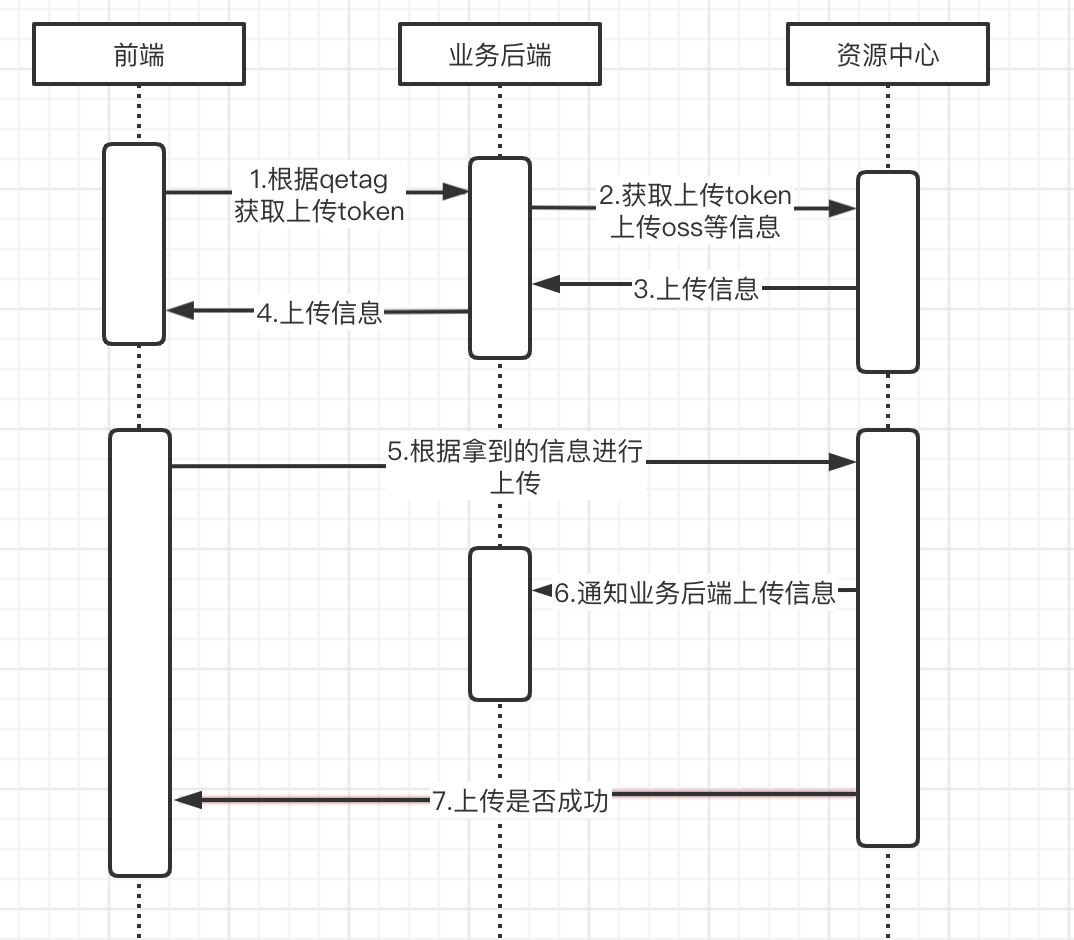 前端
业务后端
资源中心
1.根据qetag
获取上传token
2.获取上传token
上传oss等信息
3.上传信息
4.上传信息
5.根据拿到的信息进行
上传
6.通知业务后端上传信息
7.上传是否成功